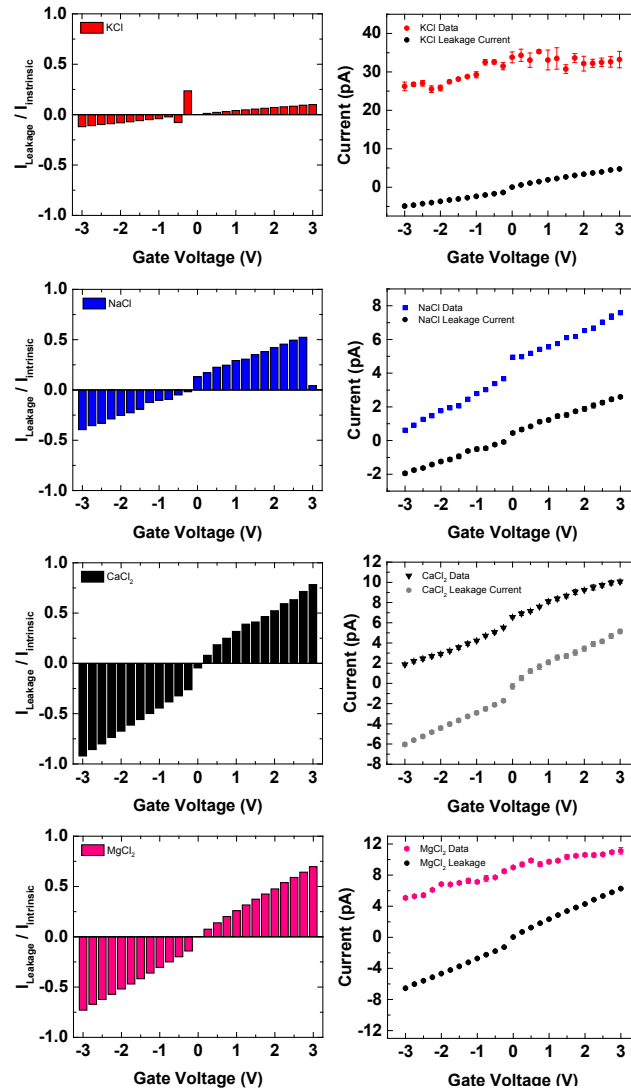 KCl
I_Leakage / I_Instrinsic
1.0
0.5
0.0
-0.5
-1.0
-3 -2 -1 0 1 2 3
Gate Voltage (V)
KCl Data
KCl Leakage Current
Current (pA)
40
30
20
10
0
-3 -2 -1 0 1 2 3
Gate Voltage (V)
NaCl
I_Leakage / I_Intrinsic
1.0
0.5
0.0
-0.5
-1.0
-3 -2 -1 0 1 2 3
Gate Voltage (V)
NaCl Data
NaCl Leakage Current
Current (pA)
8
6
4
2
0
-2
-3 -2 -1 0 1 2 3
Gate Voltage (V)
CaCl₂
I_Leakage / I_Intrinsic
1.0
0.5
0.0
-0.5
-1.0
-3 -2 -1 0 1 2 3
Gate Voltage (V)
CaCl₂ Data
CaCl₂ Leakage Current
Current (pA)
12
10
8
6
4
2
0
-2
-4
-6
-8
-3 -2 -1 0 1 2 3
Gate Voltage (V)
MgCl₂
I_Leakage / I_Intrinsic
1.0
0.5
0.0
-0.5
-1.0
-3 -2 -1 0 1 2 3
Gate Voltage (V)
MgCl₂ Data
MgCl₂ Leakage
Current (pA)
12
8
4
0
-4
-8
-12
-3 -2 -1 0 1 2 3
Gate Voltage (V)